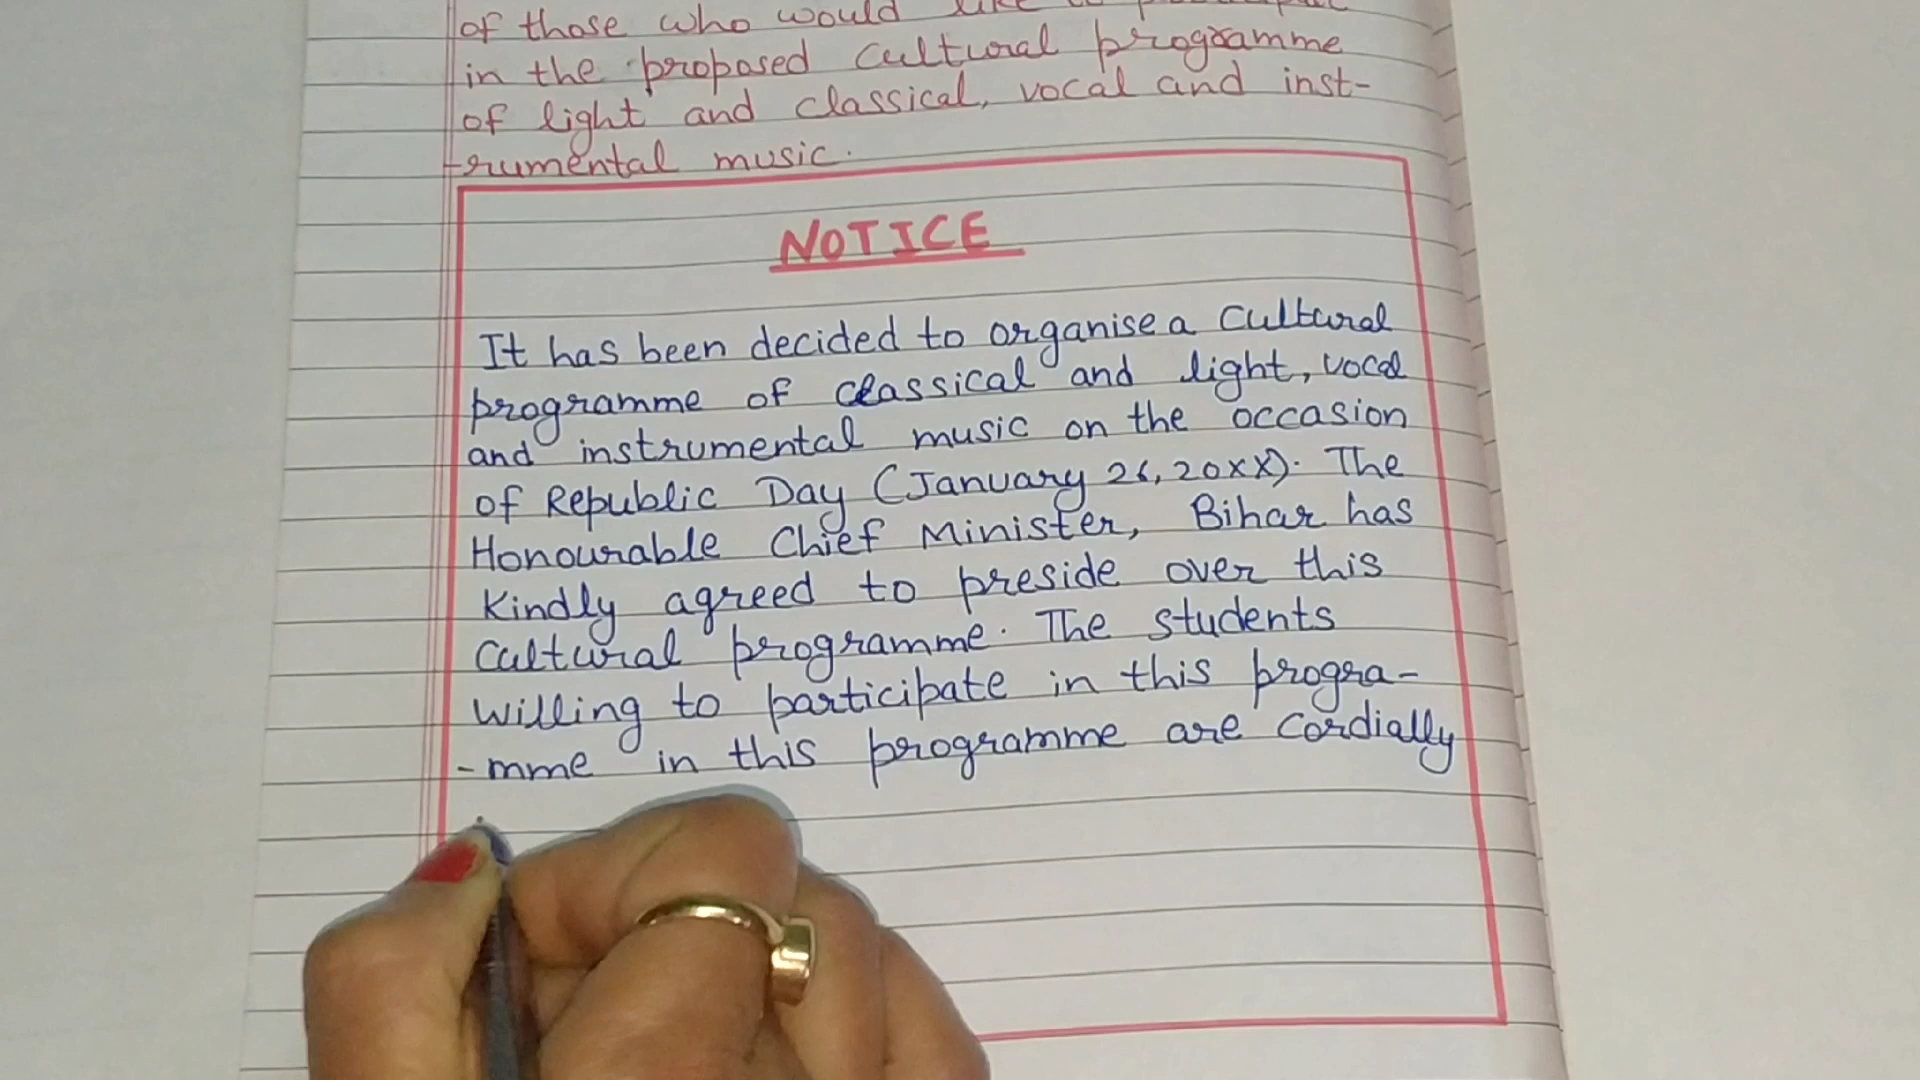 of those who would like to participate
in the proposed cultural programme
of light and classical, vocal and inst-
-rumental music.
NOTICE
It has been decided to organise a cultural
programme of classical and light, vocal
and instrumental music on the occasion
of Republic Day (January 26, 20XX). The
Honourable Chief Minister, Bihar has
kindly agreed to preside over this
cultural programme. The students
willing to participate in this progra-
-mme in this programme are cordially